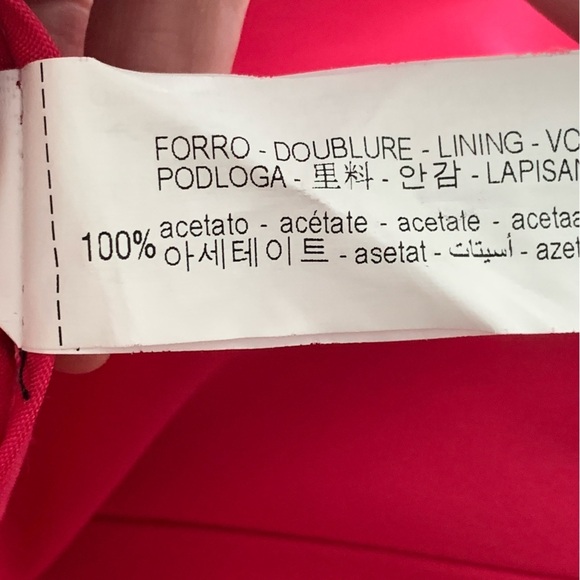 FORRO - DOUBLURE - LINING - VO
PODLOGA - 里料 - 안감 - LAPISAN
100% acetato - acétate - acetate - acetaa
아세테이트 - asetat - أسيتات - azet